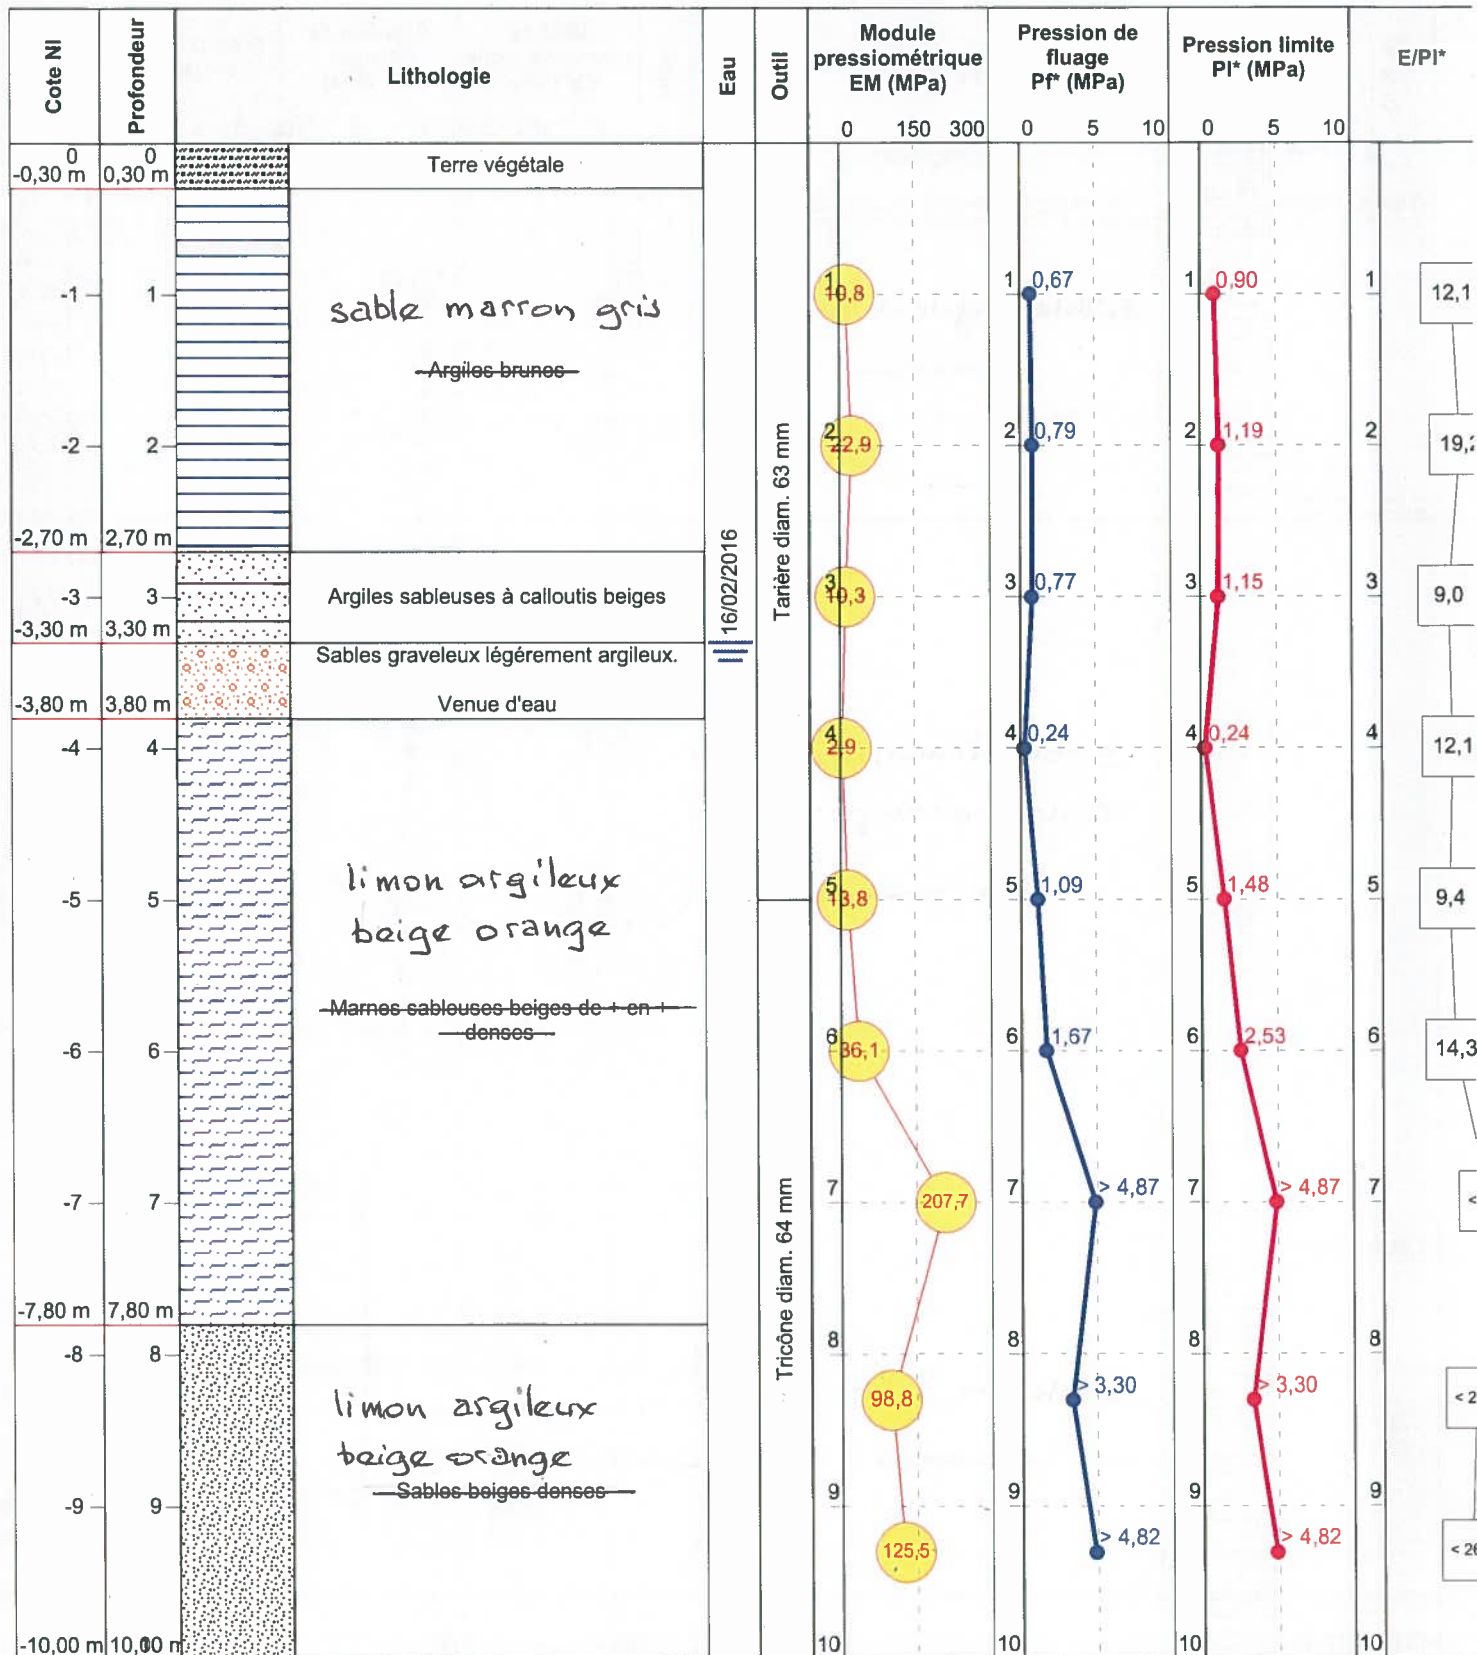 Cote NI
Profondeur
Lithologie
Eau
Outil
Module pressiométrique EM (MPa)
0 150 300
Pression de fluage Pf* (MPa)
0 5 10
Pression limite Pl* (MPa)
0 5 10
E/Pl*
0 0
-0,30 m 0,30 m
Terre végétale
sable marron gris
Argiles brunes
-1 1
1 10,8
1 0,67
1 0,90
1 12,1
-2 2
2 22,9
2 0,79
2 1,19
2 19,2
-2,70 m 2,70 m
Argiles sableuses à calloutis beiges
-3 3
3 10,3
3 0,77
3 1,15
3 9,0
-3,30 m 3,30 m
16/02/2016
Tarière diam. 63 mm
Sables graveleux légérement argileux.
Venue d'eau
-3,80 m 3,80 m
-4 4
4 2,9
4 0,24
4 0,24
4 12,1
limon argileux
beige orange
-5 5
5 13,8
5 1,09
5 1,48
5 9,4
Marnes sableuses beiges de + en +
denses
-6 6
6 36,1
6 1,67
6 2,53
6 14,3
-7 7
7 207,7
7 > 4,87
7 > 4,87
7 <
Tricône diam. 64 mm
-7,80 m 7,80 m
-8 8
8 98,8
8 > 3,30
8 > 3,30
8 < 2
limon argileux
beige orange
Sables beiges denses
-9 9
9 125,5
9 > 4,82
9 > 4,82
9 < 26
-10,00 m 10,00 m
10
10
10
10